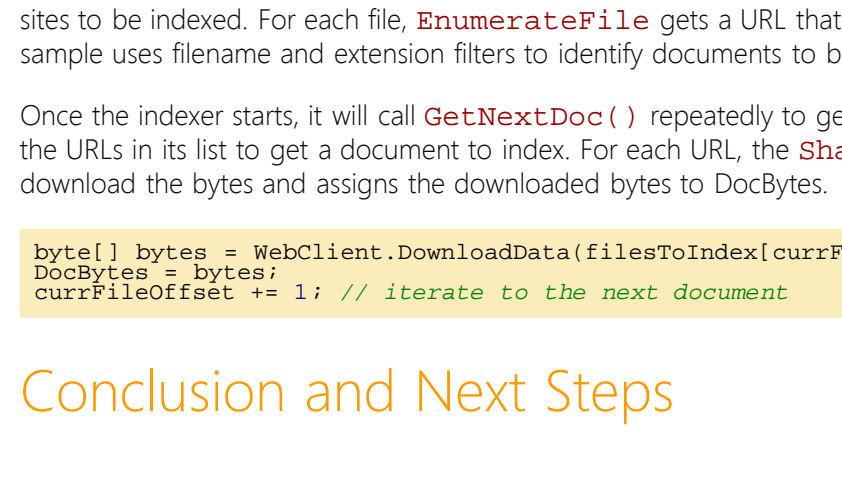 sites to be indexed. For each file, EnumerateFile gets a URL that
sample uses filename and extension filters to identify documents to b
Once the indexer starts, it will call GetNextDoc() repeatedly to ge
the URLs in its list to get a document to index. For each URL, the Sha
download the bytes and assigns the downloaded bytes to DocBytes.
byte[] bytes = WebClient.DownloadData(filesToIndex[currF
DocBytes = bytes;
currFileOffset += 1; // iterate to the next document
Conclusion and Next Steps